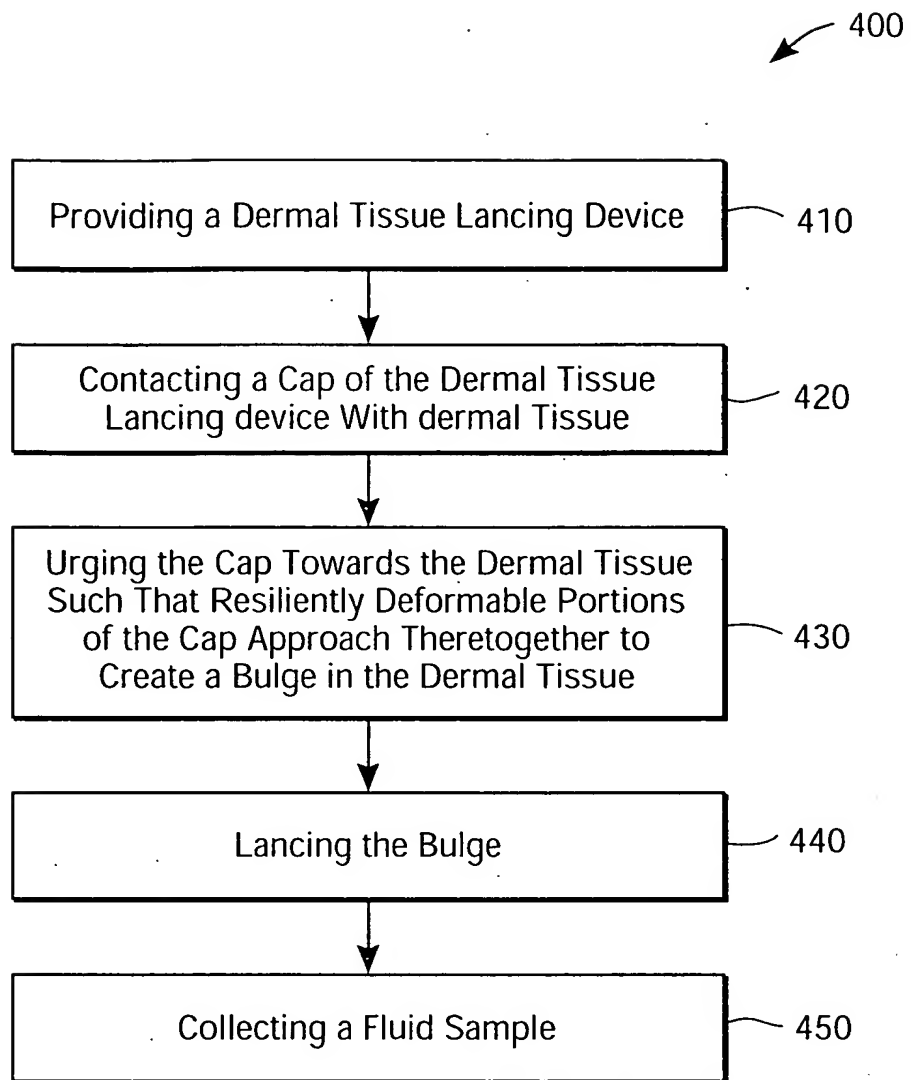 400
Providing a Dermal Tissue Lancing Device
410
Contacting a Cap of the Dermal Tissue
Lancing device With dermal Tissue
420
Urging the Cap Towards the Dermal Tissue
Such That Resiliently Deformable Portions
of the Cap Approach Theretogether to
Create a Bulge in the Dermal Tissue
430
Lancing the Bulge
440
Collecting a Fluid Sample
450